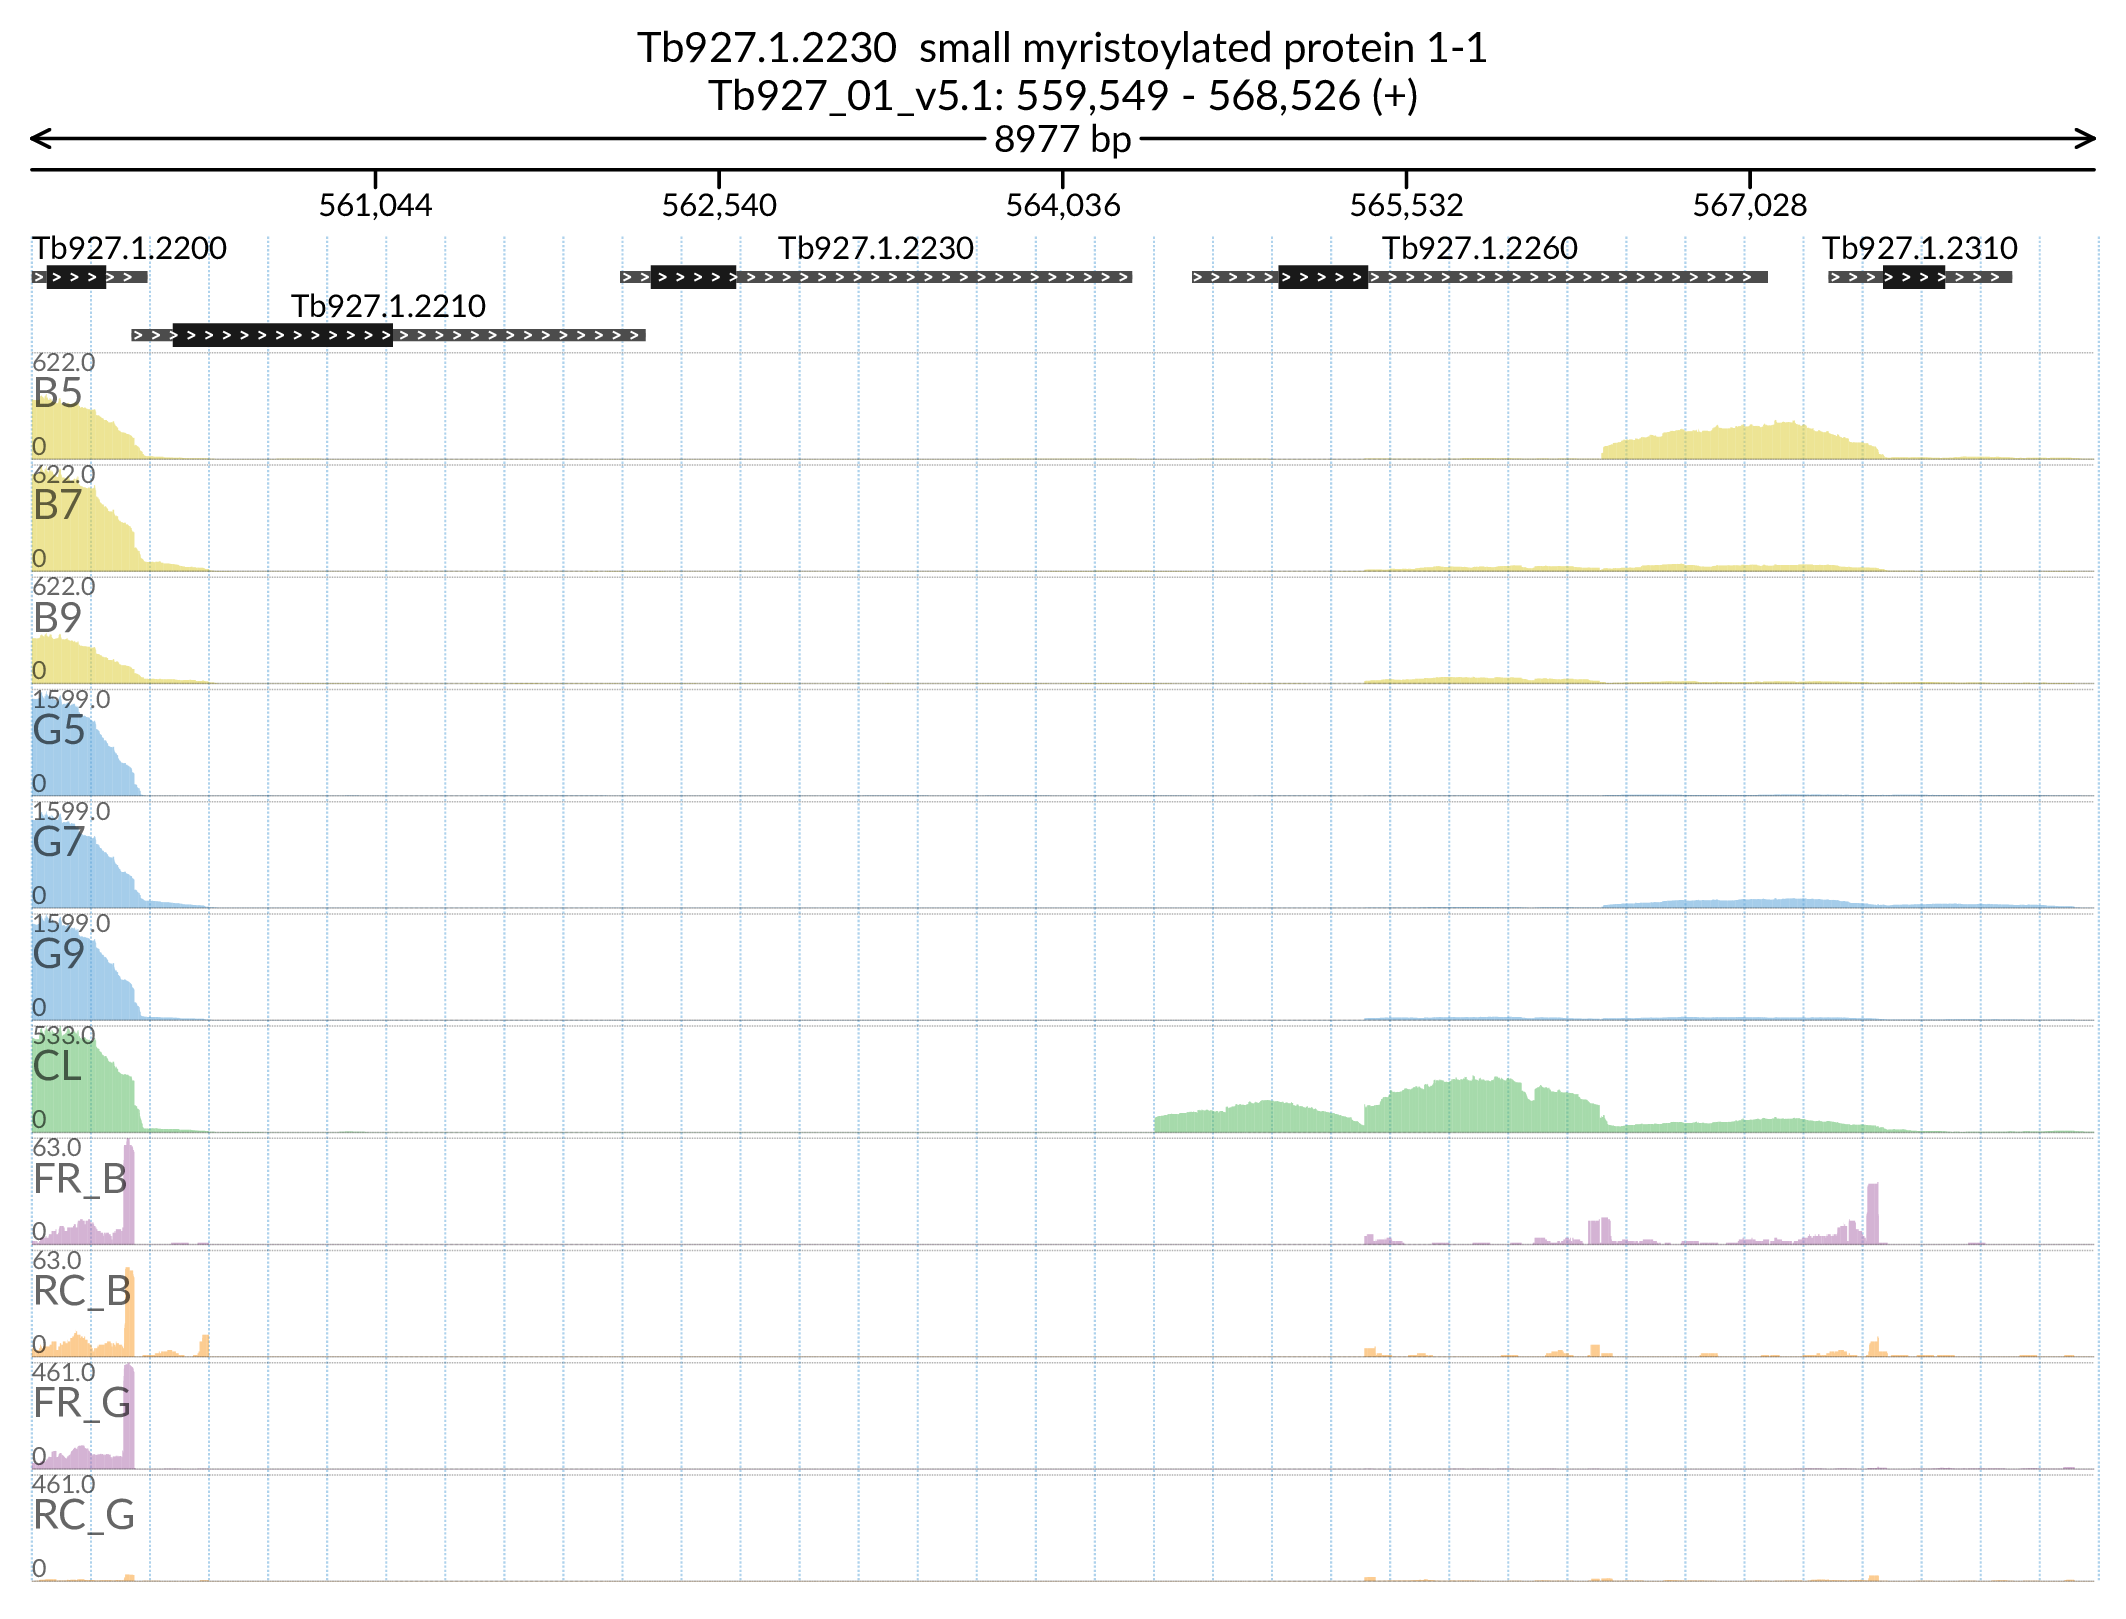 Tb927.1.2230 small myristoylated protein 1-1
Tb927_01_v5.1: 559,549 - 568,526 (+)
8977 bp
561,044 562,540 564,036 565,532 567,028
Tb927.1.2200 Tb927.1.2230 Tb927.1.2260 Tb927.1.2310
Tb927.1.2210
622.0
B5
0
622.0
B7
0
622.0
B9
0
1599.0
G5
0
1599.0
G7
0
1599.0
G9
0
533.0
CL
0
63.0
FR_B
0
63.0
RC_B
0
461.0
FR_G
0
461.0
RC_G
0